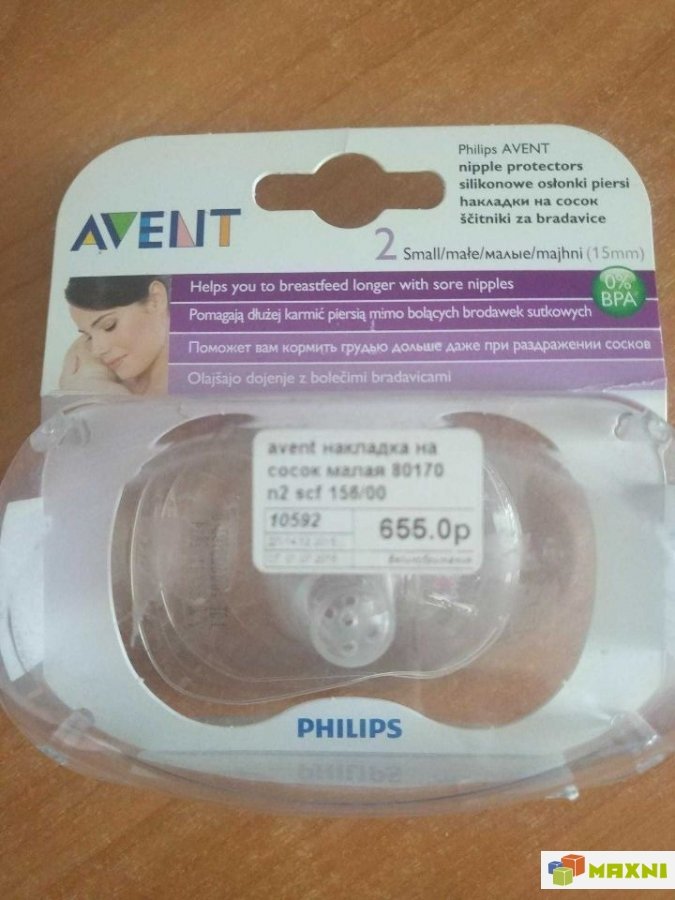 AVENT
Philips AVENT
nipple protectors
silikonowe osłonki piersi
накладки на сосок
ščitniki za bradavice
2 Small/małe/малые/majhni (15mm)
Helps you to breastfeed longer with sore nipples
0%
BPA
Pomagają dłużej karmić piersią mimo bolących brodawek sutkowych
Поможет вам кормить грудью дольше даже при раздражении сосков
Olajšajo dojenje z bolečimi bradavicami
avent накладка на
сосок малая 80170
n2 scf 156/00
10592
655.0р
великобритания
PHILIPS
MAXNI